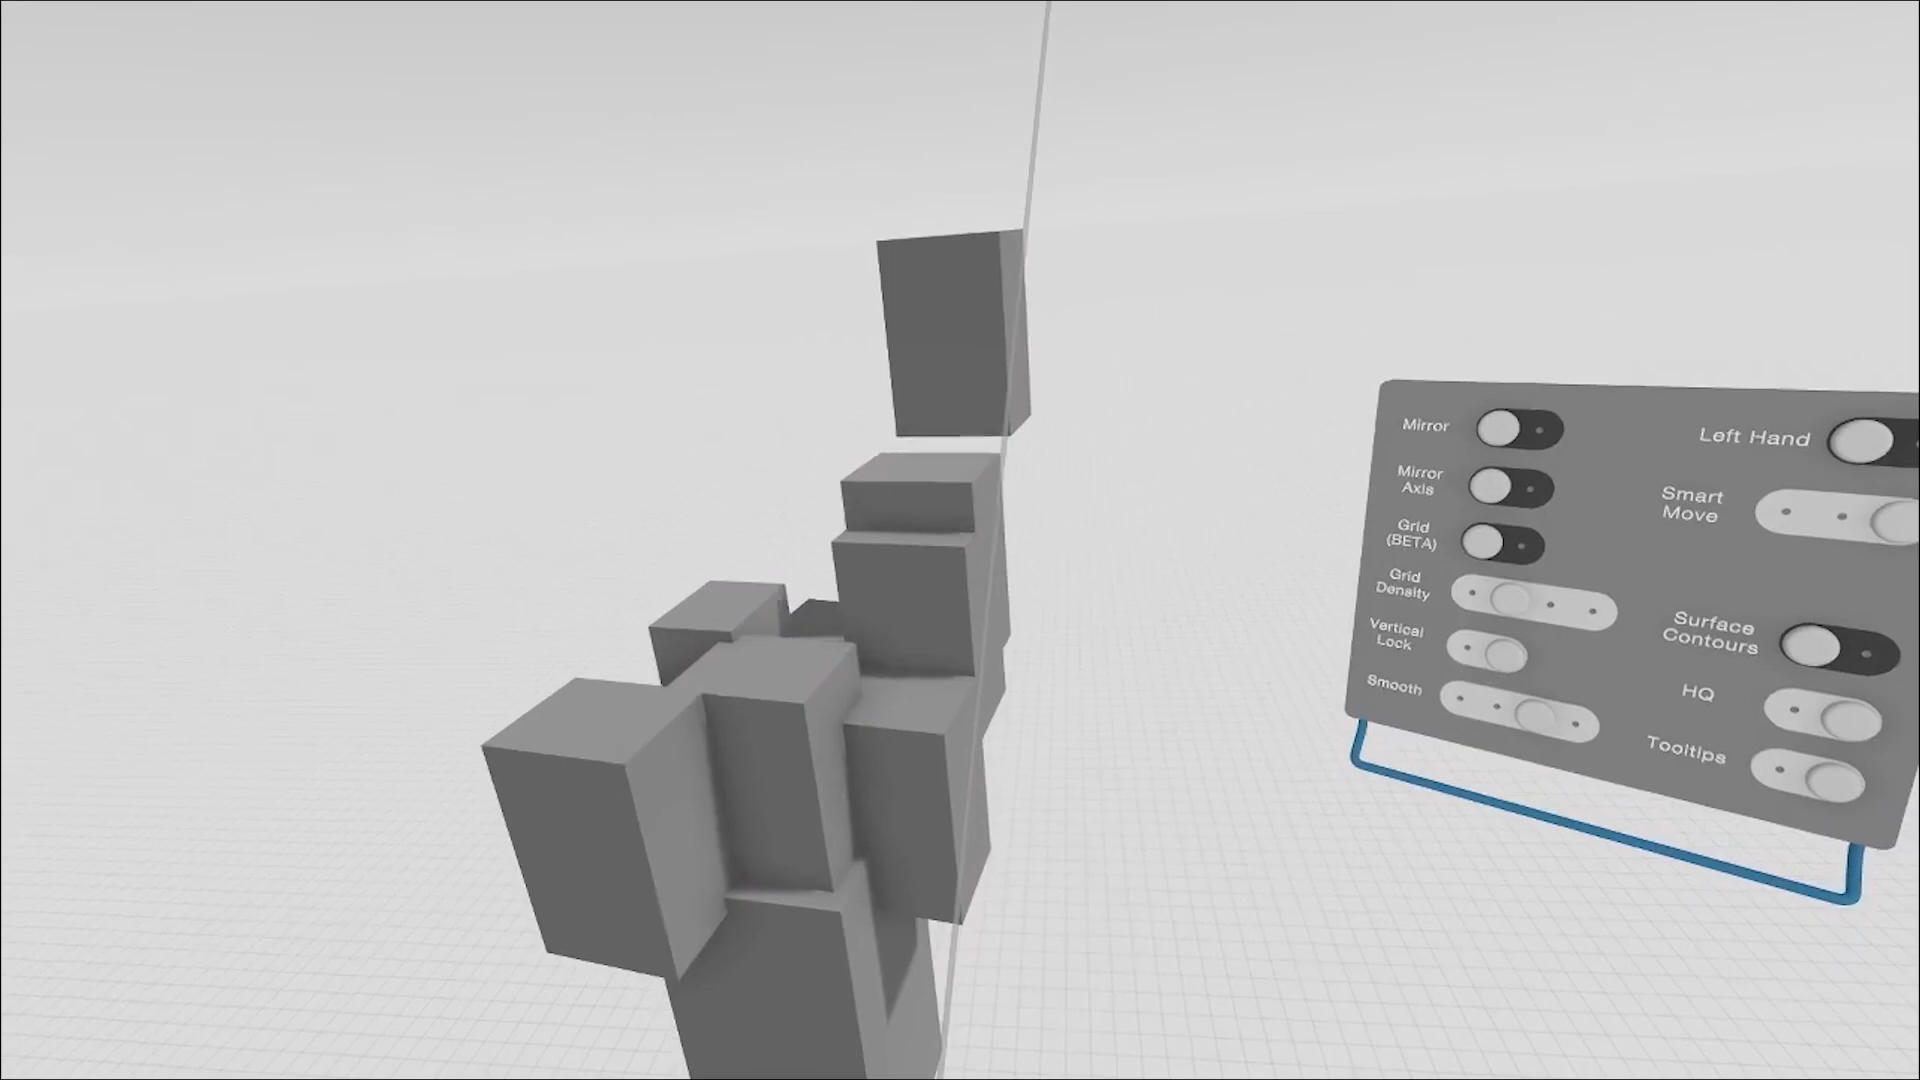 Mirror
Mirror
Axis
Grid
(BETA)
Grid
Density
Vertical
Lock
Smooth
Left Hand
Smart
Move
Surface
Contours
HQ
Tooltips